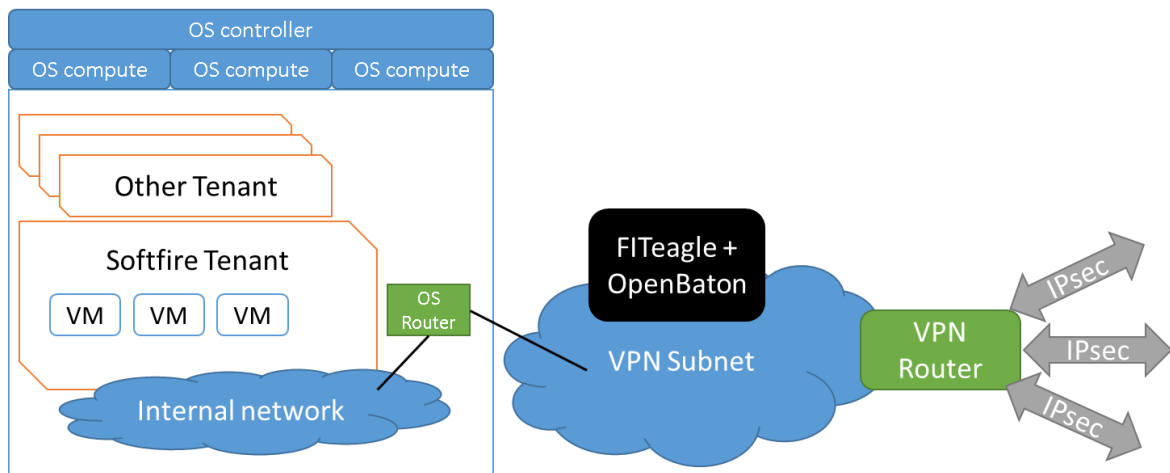 OS controller
OS compute
OS compute
OS compute
Other Tenant
Softfire Tenant
VM
VM
VM
OS
Router
Internal network
FITeagle +
OpenBaton
VPN Subnet
VPN
Router
IPsec
IPsec
IPsec